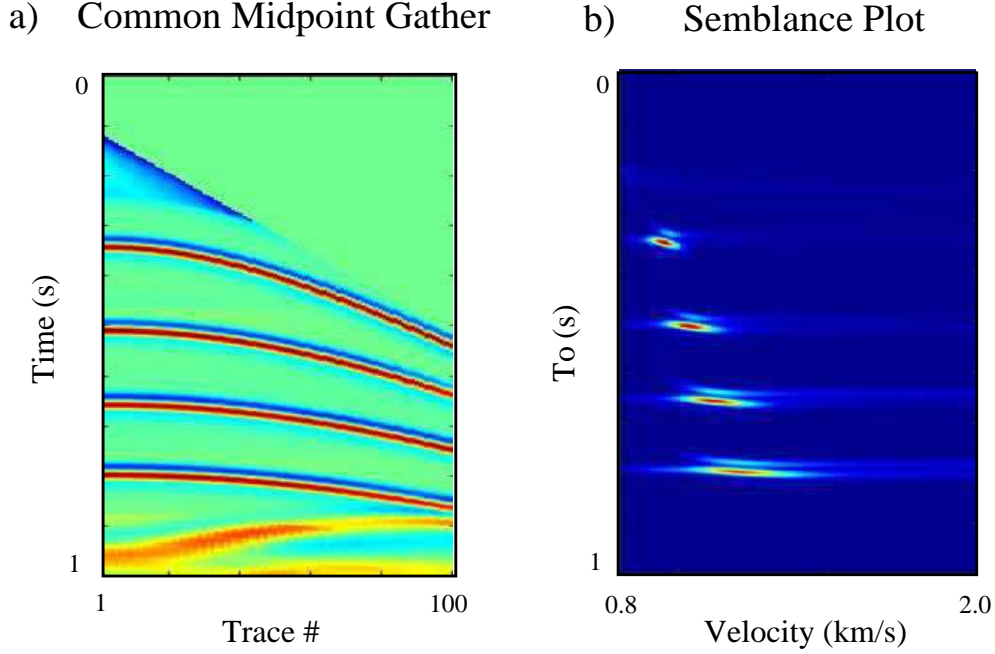 a) Common Midpoint Gather
0
Time (s)
1
1
100
Trace #
b) Semblance Plot
0
To (s)
1
0.8
2.0
Velocity (km/s)